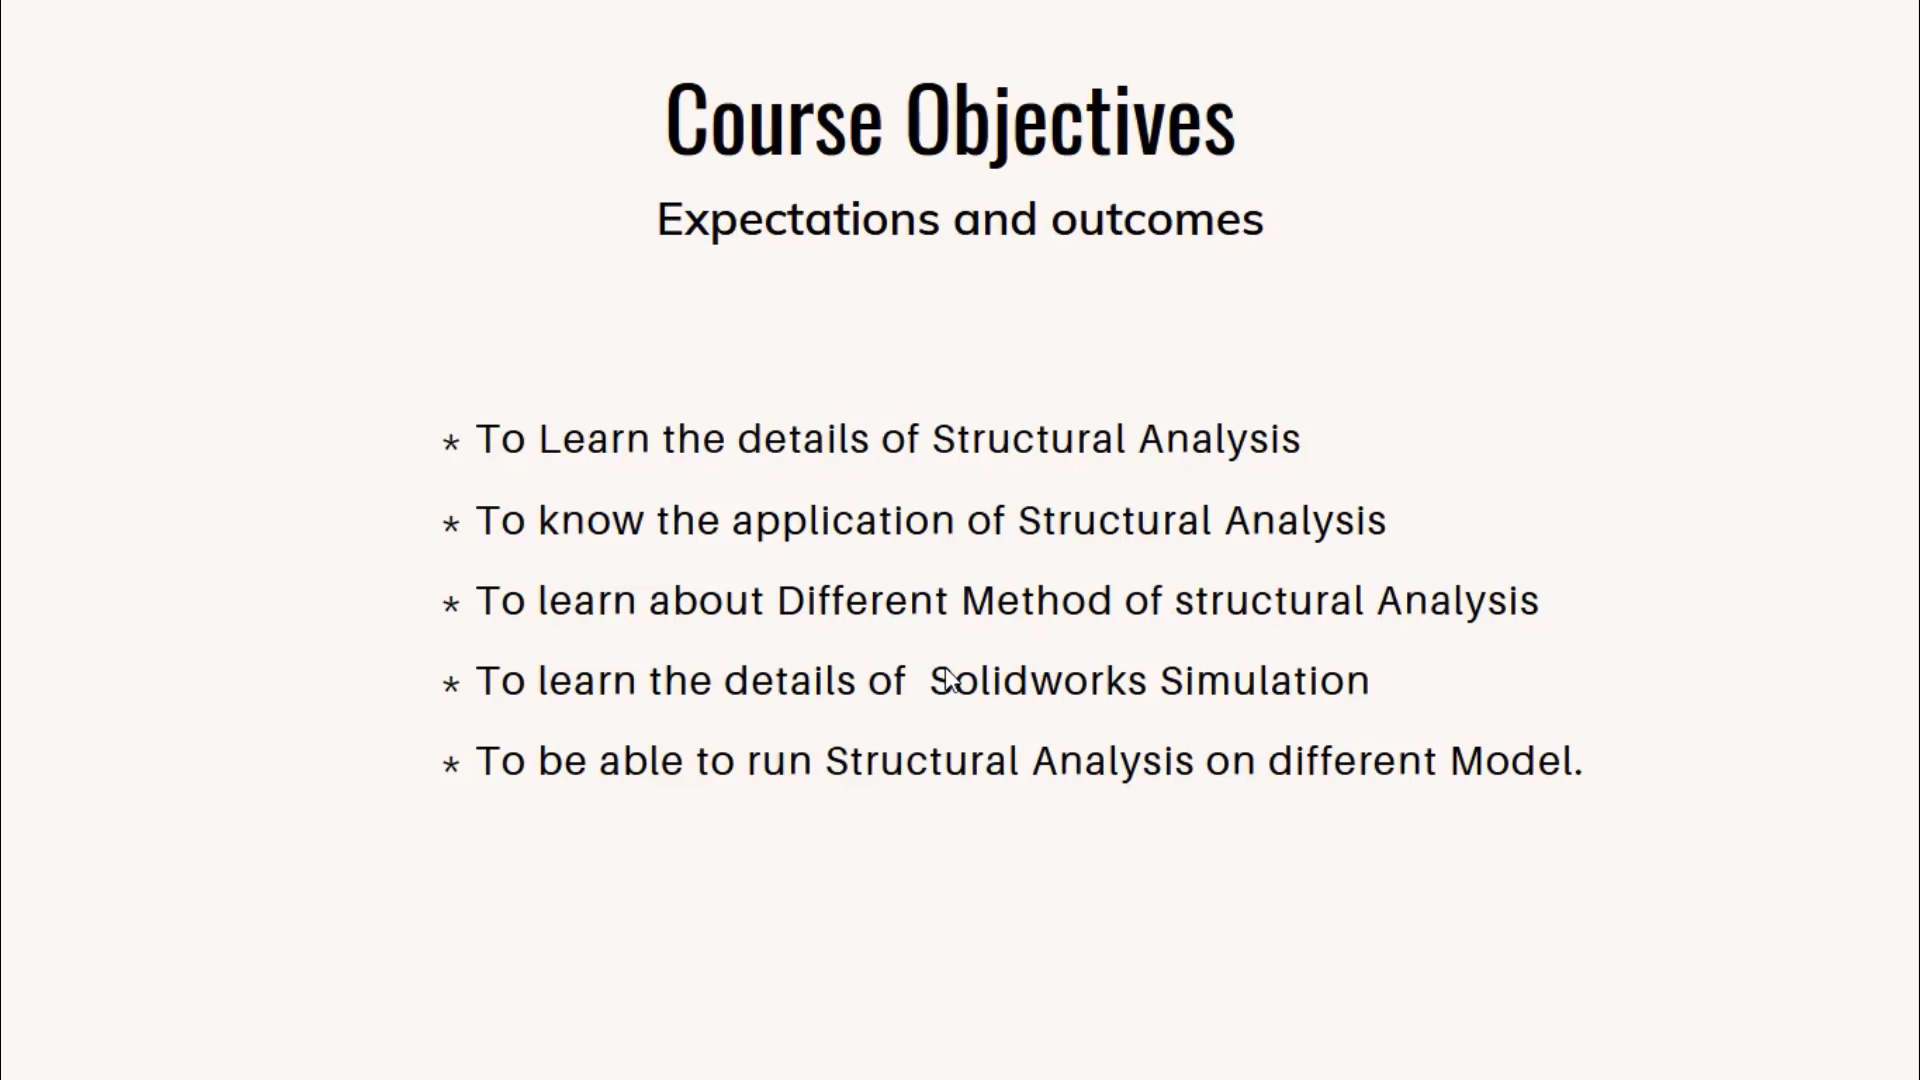 Course Objectives
Expectations and outcomes
* To Learn the details of Structural Analysis
* To know the application of Structural Analysis
* To learn about Different Method of structural Analysis
* To learn the details of  Solidworks Simulation
* To be able to run Structural Analysis on different Model.